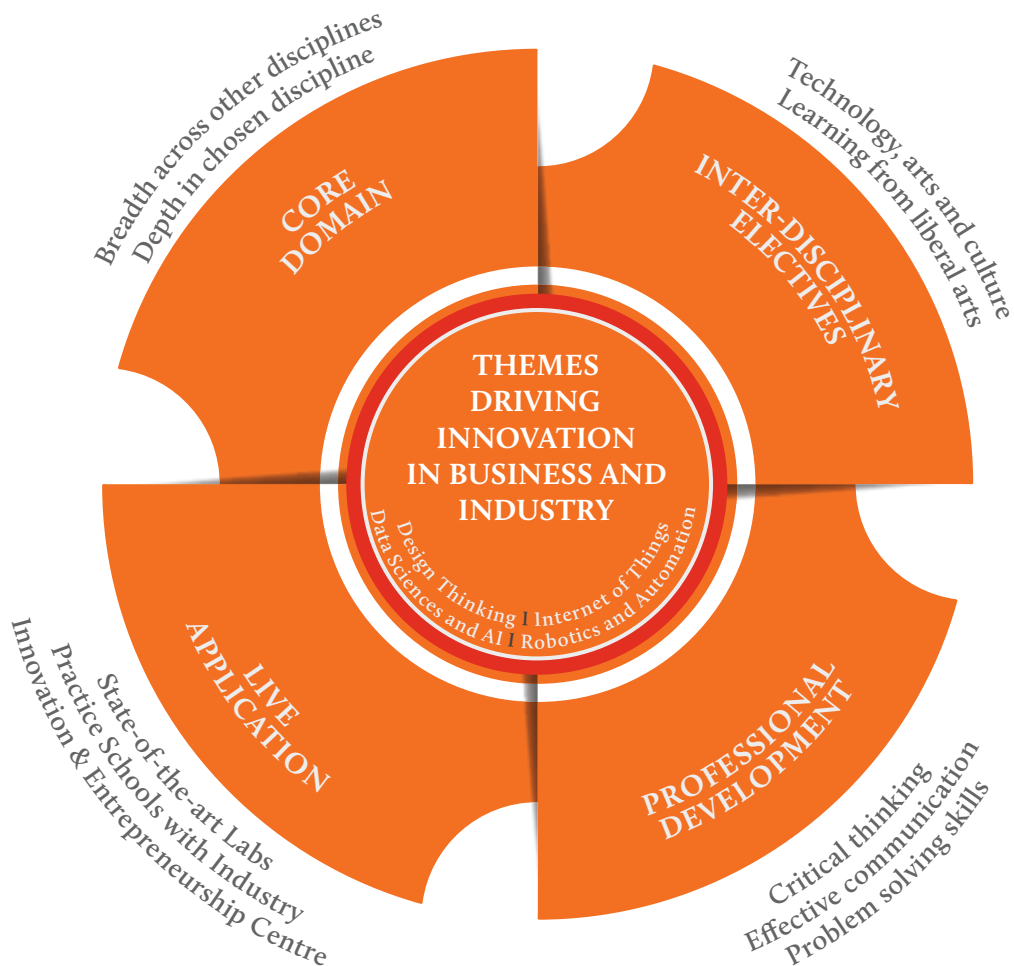 Breadth across other disciplines
Depth in chosen discipline
CORE
DOMAIN
Technology, arts and culture
Learning from liberal arts
INTER-DISCIPLINARY
ELECTIVES
THEMES
DRIVING
INNOVATION
IN BUSINESS AND
INDUSTRY
Design Thinking I Internet of Things
Data Sciences and AI I Robotics and Automation
LIVE
APPLICATION
State-of-the-art Labs
Practice Schools with Industry
Innovation & Entrepreneurship Centre
PROFESSIONAL
DEVELOPMENT
Critical thinking
Effective communication
Problem solving skills